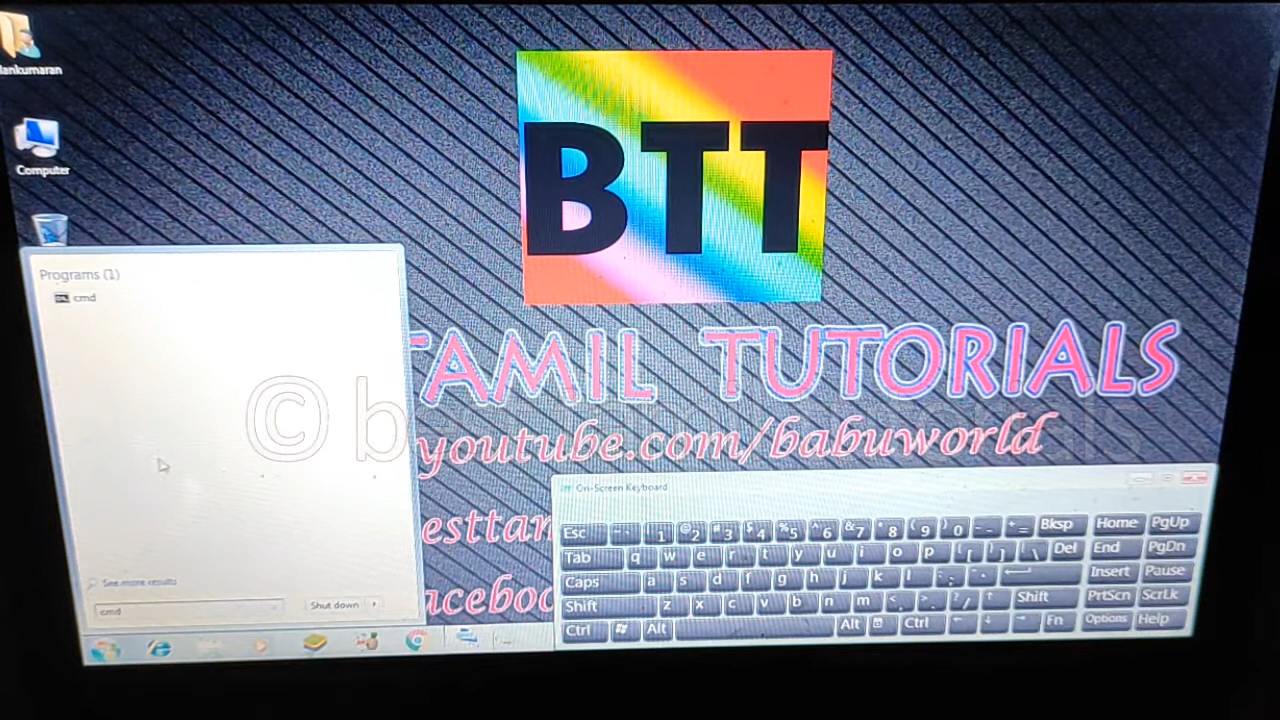 lankumaran
Computer
BTT
TAMIL TUTORIALS
youtube.com/babuworld
Programs (1)
cmd
See more results
cmd
Shut down
On-Screen Keyboard
Esc ~ ` ! 1 @ 2 # 3 $ 4 % 5 ^ 6 & 7 * 8 ( 9 ) 0 _ - + = Bksp Home PgUp
Tab q w e r t y u i o p { [ } ] | \ Del End PgDn
Caps a s d f g h j k l : ; Insert Pause
Shift z x c v b n m < , > . ? / ↑ Shift PrtScn ScrLk
Ctrl Alt Alt Ctrl ← ↓ → Fn Options Help